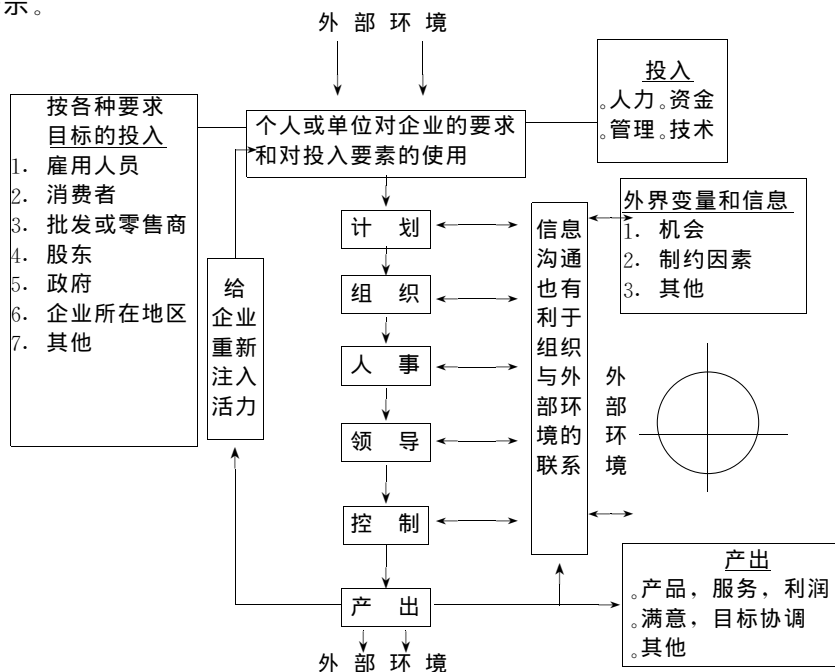 示。
外 部 环 境
投入
。人力。资金
。管理。技术
按各种要求
目标的投入
1. 雇用人员
2. 消费者
3. 批发或零售商
4. 股东
5. 政府
6. 企业所在地区
7. 其他
个人或单位对企业的要求
和对投入要素的使用
外界变量和信息
1. 机会
2. 制约因素
3. 其他
计 划
组 织
人 事
领 导
控 制
产 出
给
企业
重新
注入
活力
信息
沟通
也有
利于
组织
与外
部环
境的
联系
外
部
环
境
产出
。产品，服务，利润
。满意，目标协调
。其他
外 部 环 境